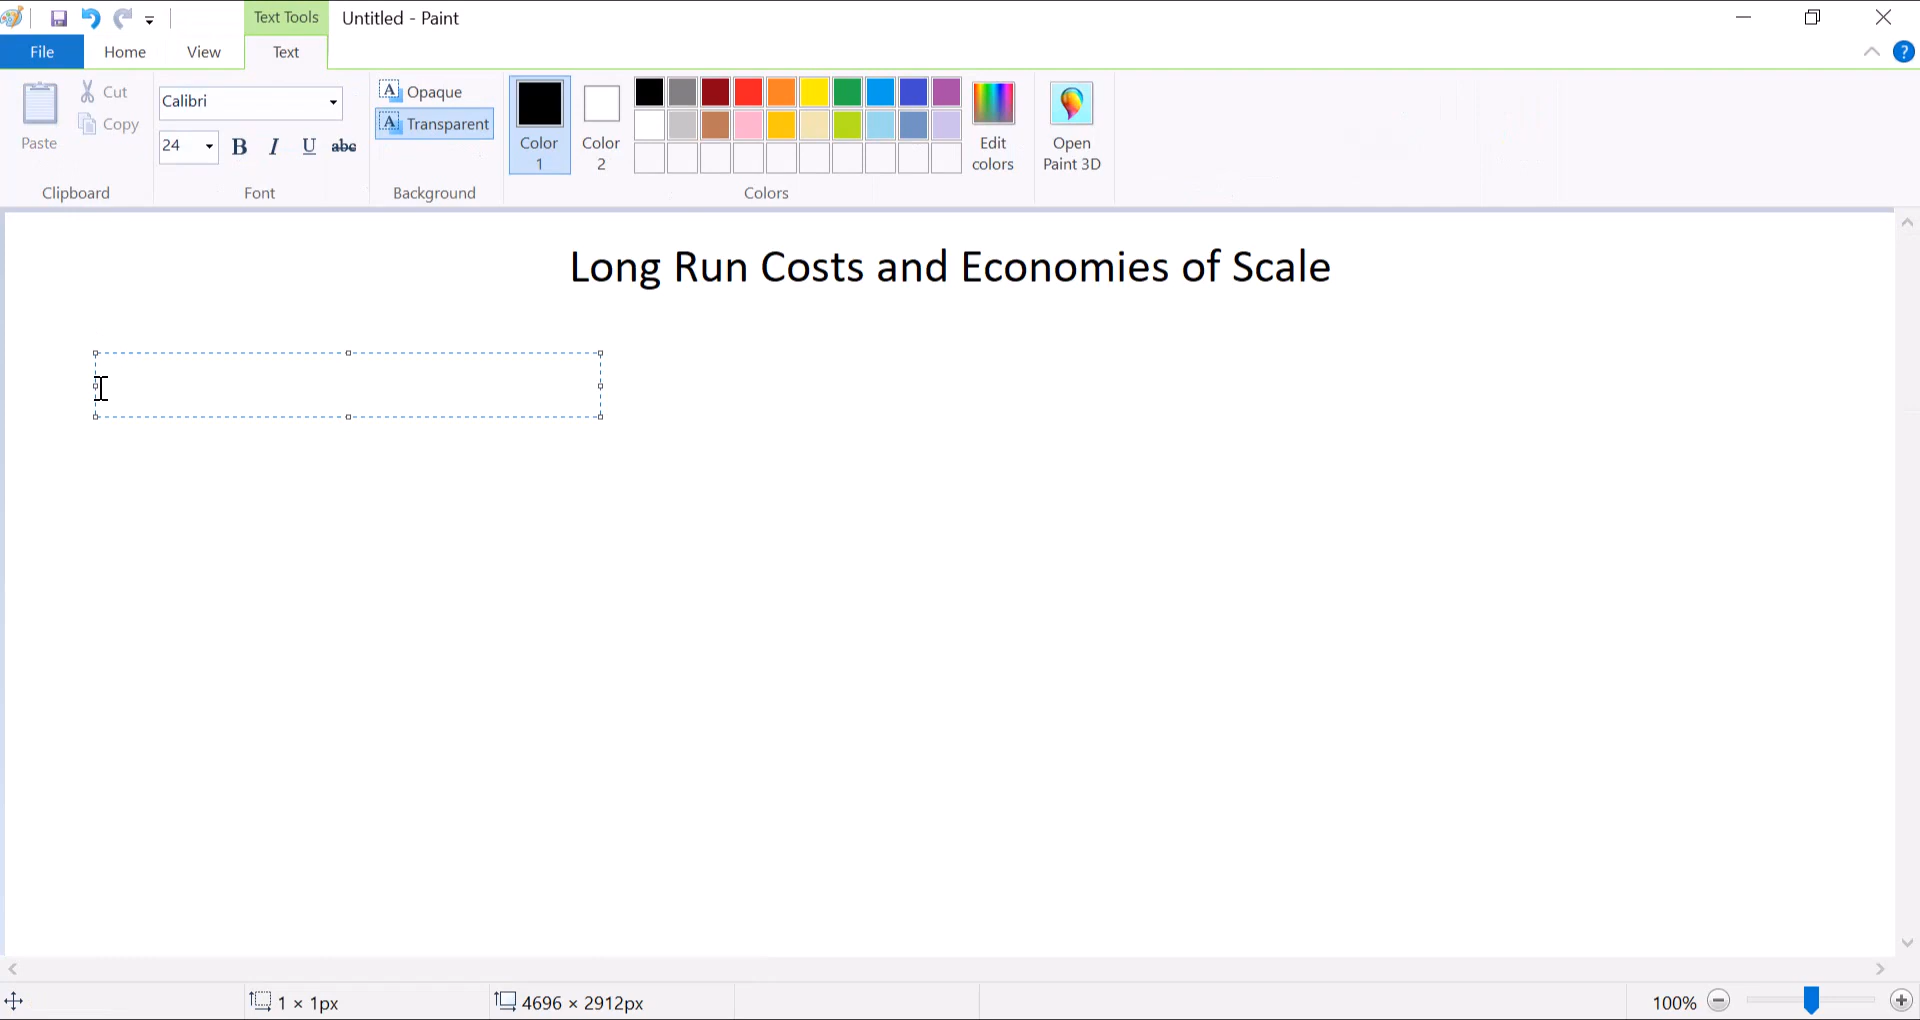 Text Tools
Untitled - Paint
File
Home
View
Text
?
Paste
Cut
Copy
Clipboard
Calibri
24
B
I
U
abc
Font
A Opaque
A Transparent
Background
Color
1
Color
2
Colors
Edit
colors
Open
Paint 3D
Long Run Costs and Economies of Scale
1 × 1px
4696 × 2912px
100%